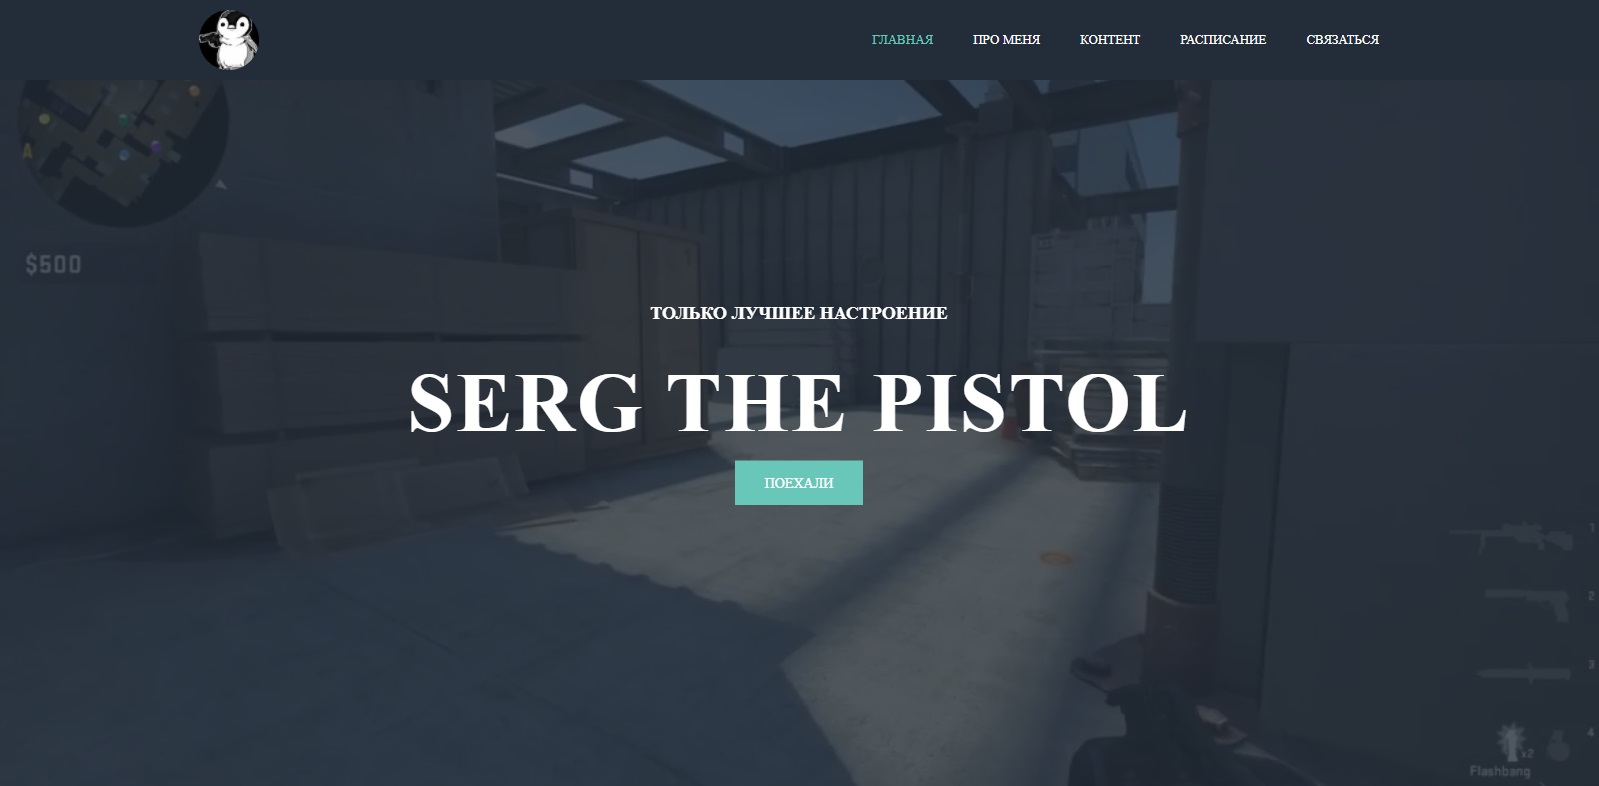 ГЛАВНАЯ ПРО МЕНЯ КОНТЕНТ РАСПИСАНИЕ СВЯЗАТЬСЯ
A
$500
ТОЛЬКО ЛУЧШЕЕ НАСТРОЕНИЕ
SERG THE PISTOL
ПОЕХАЛИ
1
2
3
4
x2
Flashbang